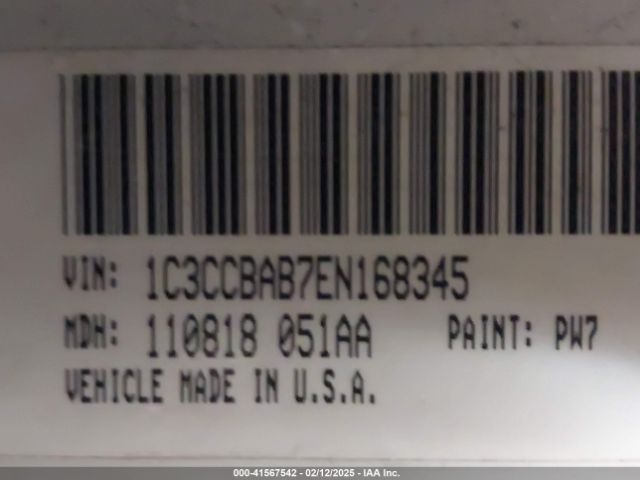 VIN: 1C3CCBAB7EN168345
MDH: 110818 051AA PAINT: PW7
VEHICLE MADE IN U.S.A.
000-41567542 - 02/12/2025 - IAA Inc.